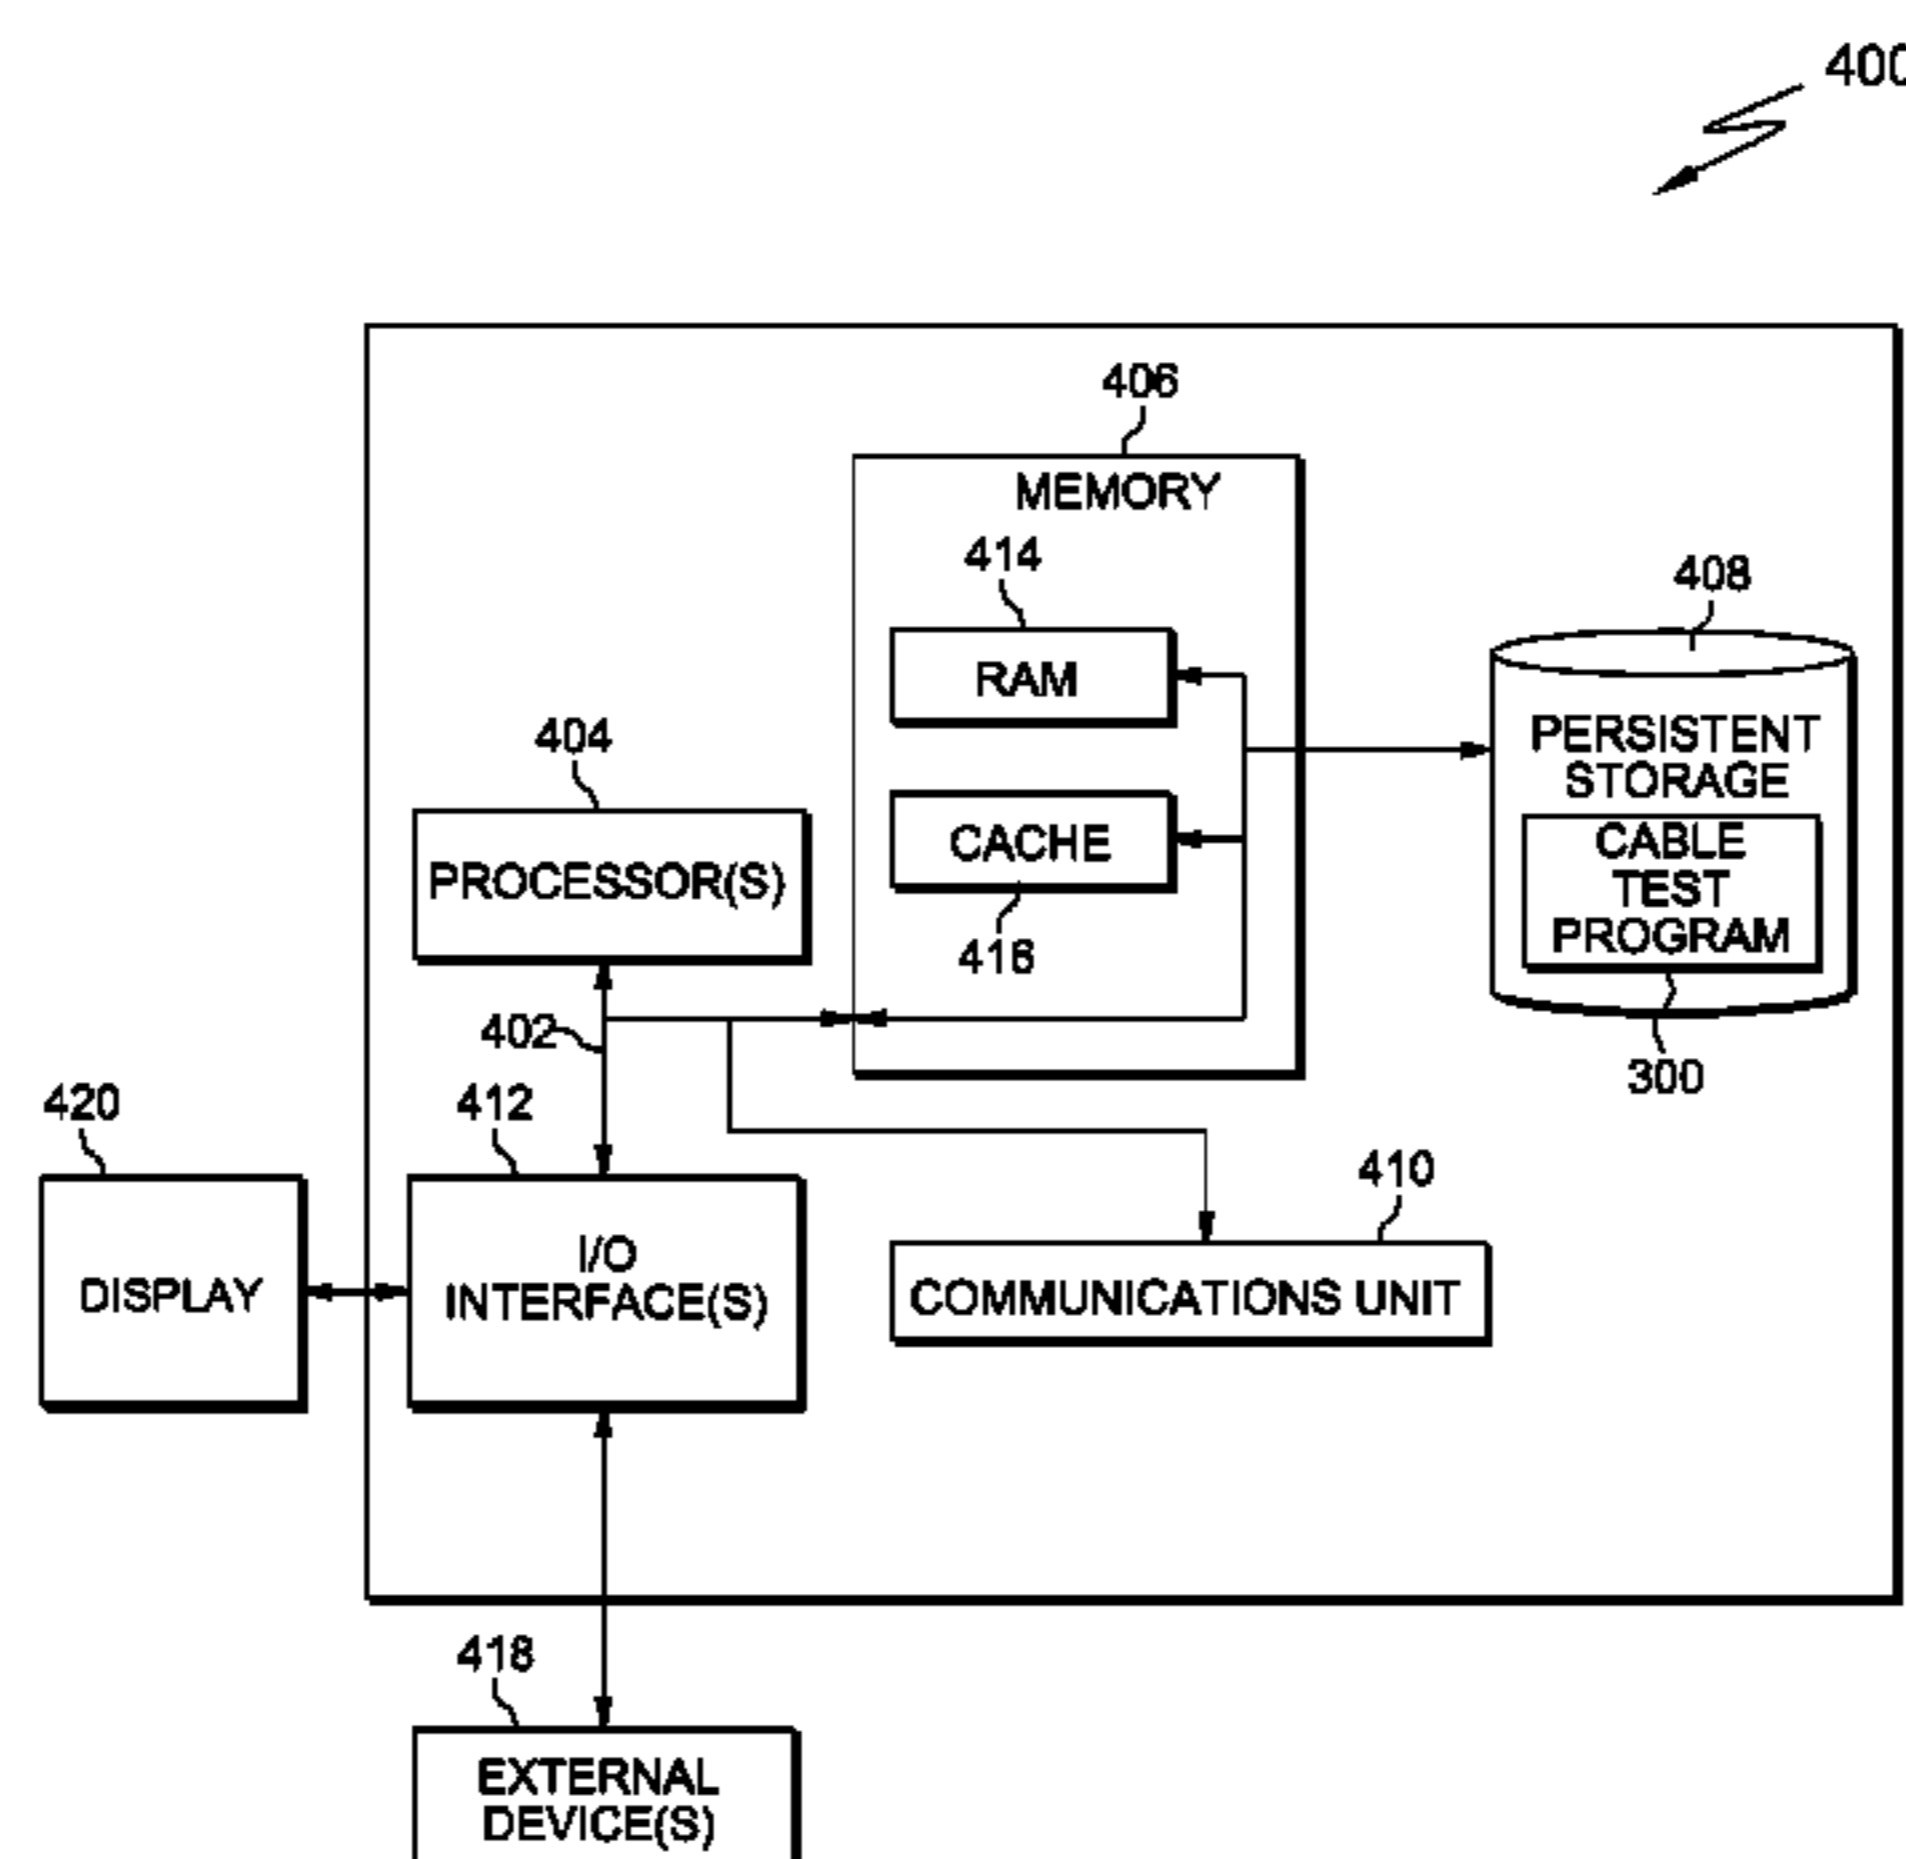 400
406
MEMORY
414
408
RAM
404
PERSISTENT
STORAGE
CACHE
CABLE
TEST
PROGRAM
PROCESSOR(S)
416
402
300
420
412
410
I/O
INTERFACE(S)
DISPLAY
COMMUNICATIONS UNIT
418
EXTERNAL
DEVICE(S)